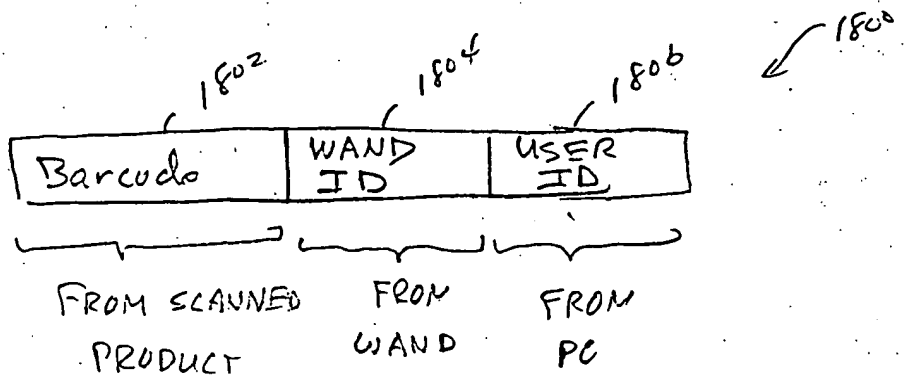 1800
1802 1804 1806
Barcode WAND ID USER ID
FROM SCANNED PRODUCT FROM WAND FROM PC